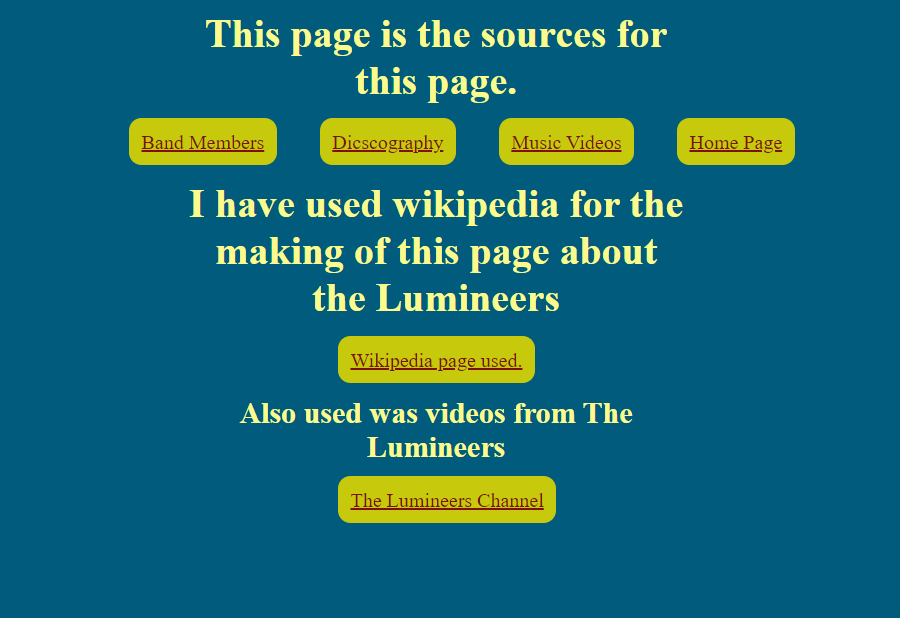 This page is the sources for
this page.
Band Members Dicscography Music Videos Home Page
I have used wikipedia for the
making of this page about
the Lumineers
Wikipedia page used.
Also used was videos from The
Lumineers
The Lumineers Channel